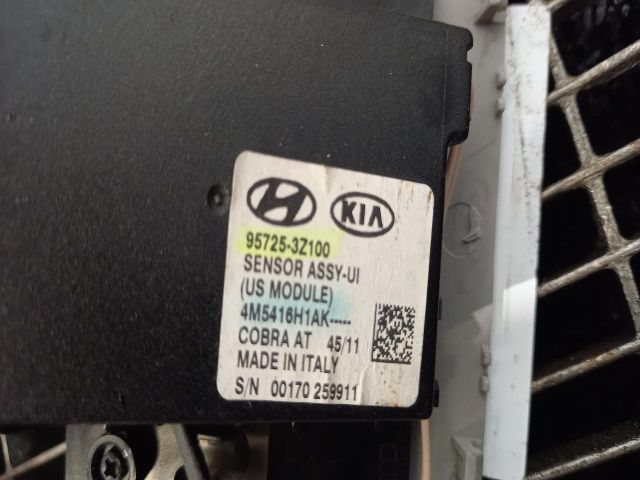 KIA
95725-3Z100
SENSOR ASSY-UI
(US MODULE)
4M5416H1AK-----
COBRA AT 45/11
MADE IN ITALY
S/N 00170 259911